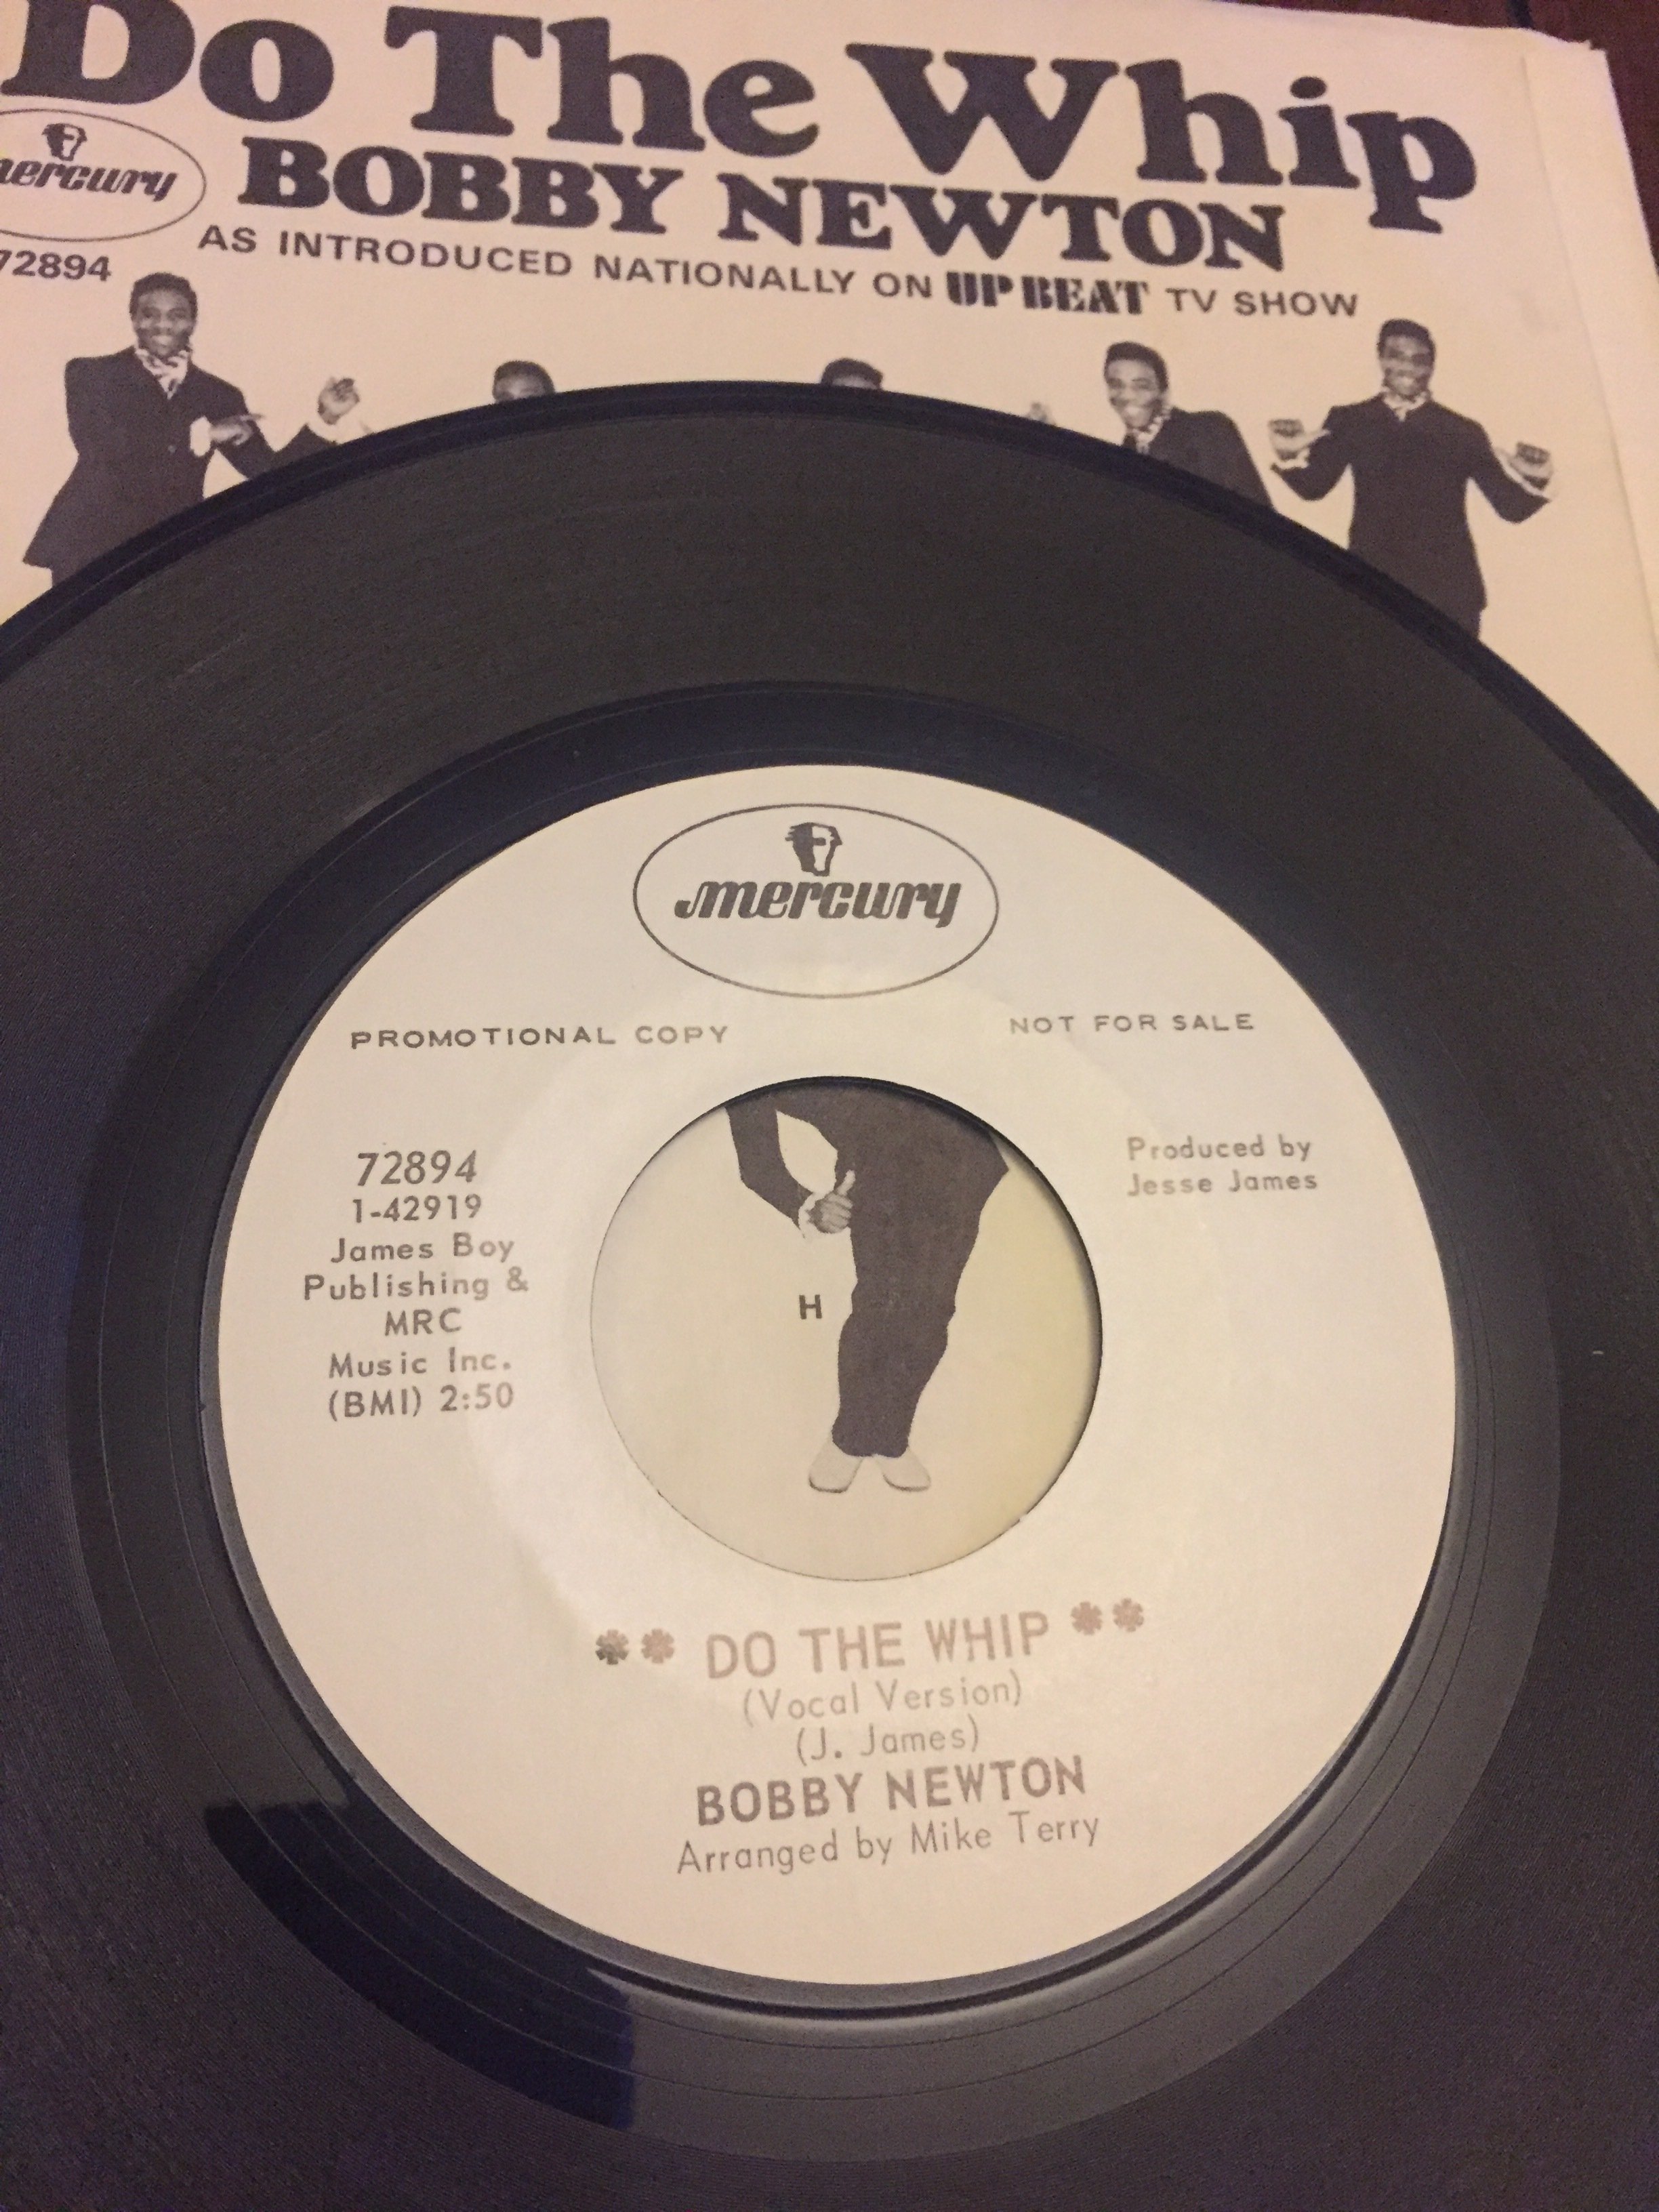 Do The Whip
mercury
BOBBY NEWTON
72894
AS INTRODUCED NATIONALLY ON UPBEAT TV SHOW
mercury
PROMOTIONAL COPY
NOT FOR SALE
72894
1-42919
James Boy
Publishing &
MRC
Music Inc.
(BMI) 2:50
Produced by
Jesse James
H
** DO THE WHIP **
(Vocal Version)
(J. James)
BOBBY NEWTON
Arranged by Mike Terry